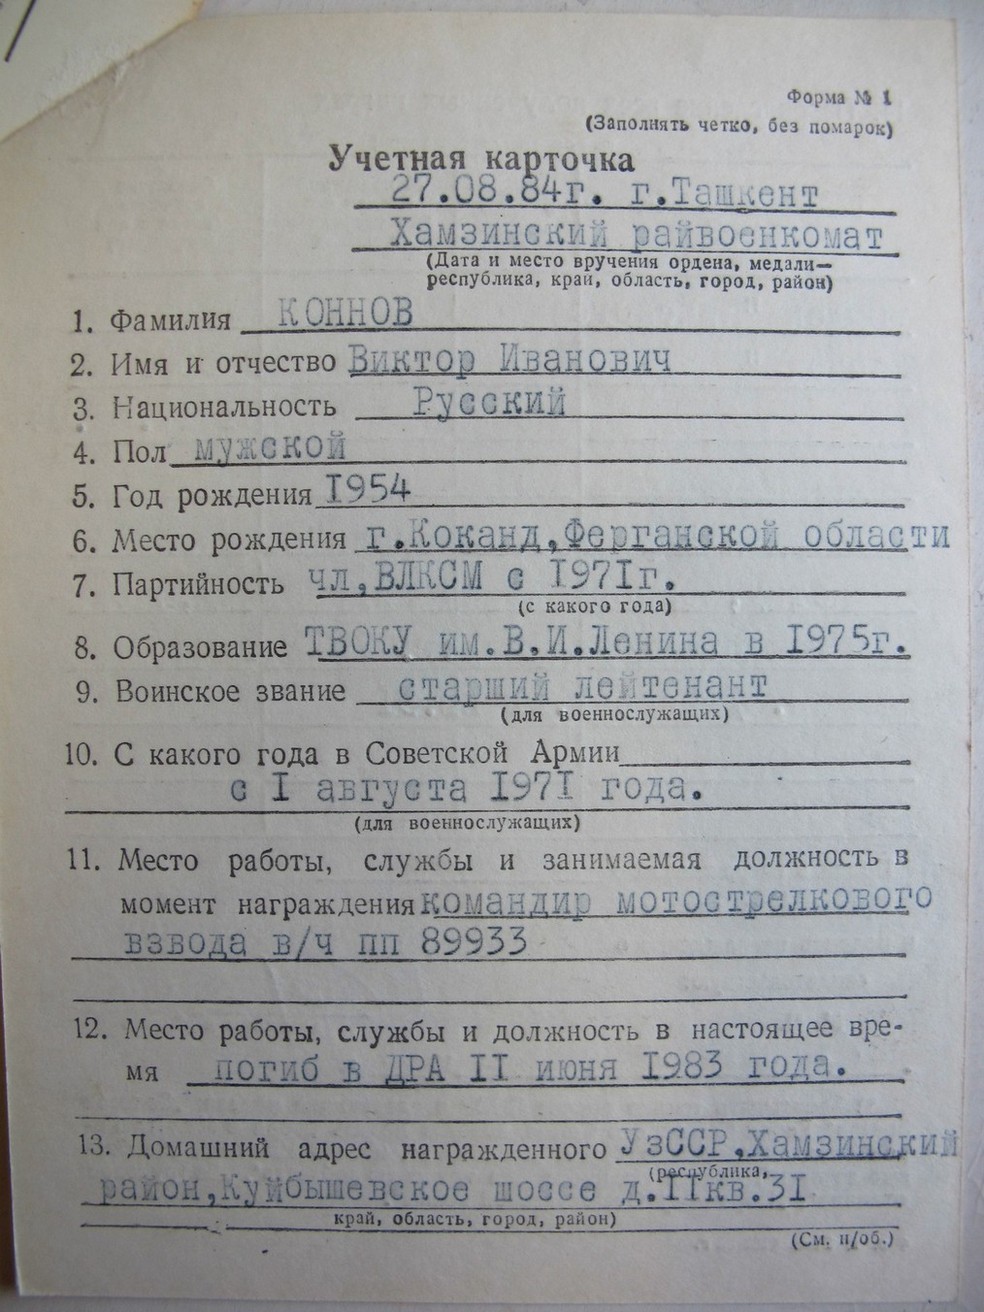 Форма № 1
(Заполнять четко, без помарок)
Учетная карточка
27.08.84г. г.Ташкент
Хамзинский райвоенкомат
(Дата и место вручения ордена, медали—
республика, край, область, город, район)
1. Фамилия КОННОВ
2. Имя и отчество Виктор Иванович
3. Национальность Русский
4. Пол мужской
5. Год рождения 1954
6. Место рождения г.Коканд,Ферганской области
7. Партийность чл,ВЛКСМ с 1971г.
(с какого года)
8. Образование ТВОКУ им.В.И.Ленина в 1975г.
9. Воинское звание старший лейтенант
(для военнослужащих)
10. С какого года в Советской Армии
с I августа 1971 года.
(для военнослужащих)
11. Место работы, службы и занимаемая должность в
момент награждения командир мотострелкового
взвода в/ч пп 89933
12. Место работы, службы и должность в настоящее вре-
мя погиб в ДРА II июня 1983 года.
13. Домашний адрес награжденного УзССР,Хамзинский
(республика,
район,Куйбышевское шоссе д.II кв.31
край, область, город, район)
(См. н/об.)